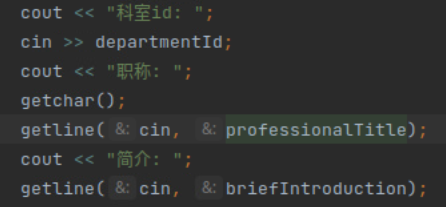 cout << "科室id: ";
cin >> departmentId;
cout << "职称: ";
getchar();
getline( &: cin, &: professionalTitle);
cout << "简介: ";
getline( &: cin, &: briefIntroduction);